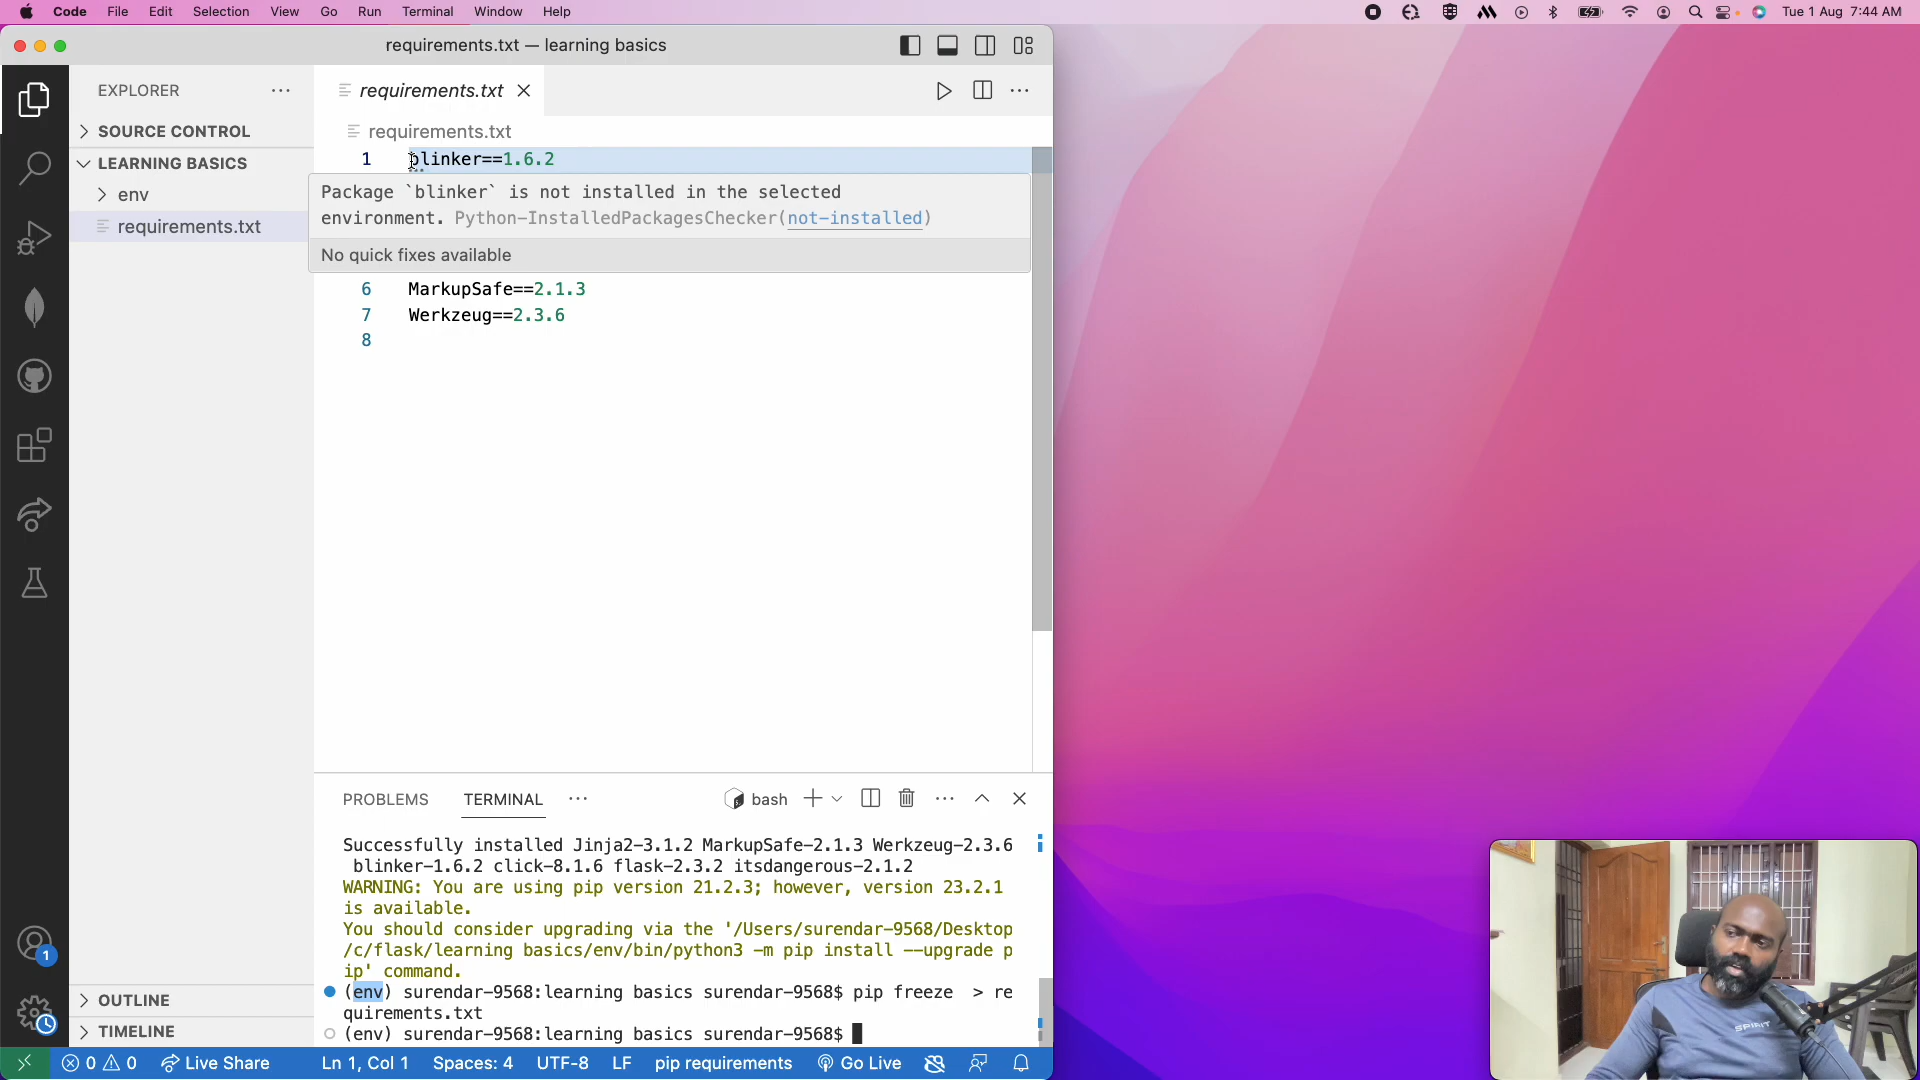 Code File Edit Selection View Go Run Terminal Window Help
Tue 1 Aug 7:44 AM
requirements.txt — learning basics
EXPLORER
SOURCE CONTROL
LEARNING BASICS
env
requirements.txt
OUTLINE
TIMELINE
requirements.txt
requirements.txt
1 blinker==1.6.2
Package `blinker` is not installed in the selected
environment. Python-InstalledPackagesChecker(not-installed)
No quick fixes available
6 MarkupSafe==2.1.3
7 Werkzeug==2.3.6
8
PROBLEMS TERMINAL bash
Successfully installed Jinja2-3.1.2 MarkupSafe-2.1.3 Werkzeug-2.3.6
blinker-1.6.2 click-8.1.6 flask-2.3.2 itsdangerous-2.1.2
WARNING: You are using pip version 21.2.3; however, version 23.2.1
is available.
You should consider upgrading via the '/Users/surendar-9568/Desktop
/c/flask/learning basics/env/bin/python3 -m pip install --upgrade p
ip' command.
(env) surendar-9568:learning basics surendar-9568$ pip freeze > re
quirements.txt
(env) surendar-9568:learning basics surendar-9568$
1
0 0 Live Share Ln 1, Col 1 Spaces: 4 UTF-8 LF pip requirements Go Live
SPIRIT